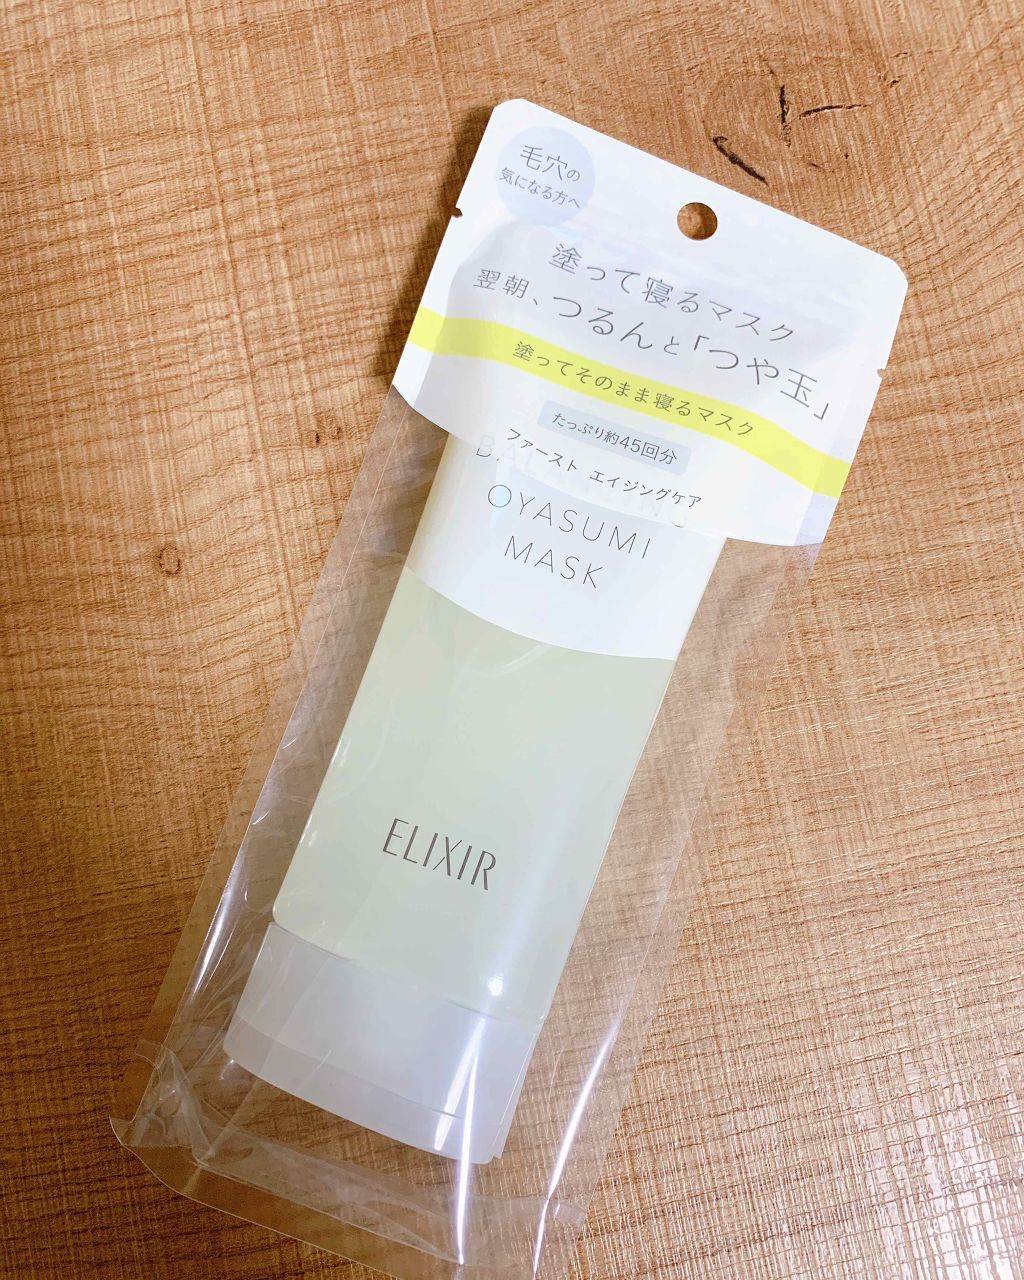 毛穴の
気になる方へ
塗って寝るマスク
翌朝、つるんと「つや玉」
塗ってそのまま寝るマスク
たっぷり約45回分
ファースト エイジングケア
OYASUMI
MASK
ELIXIR